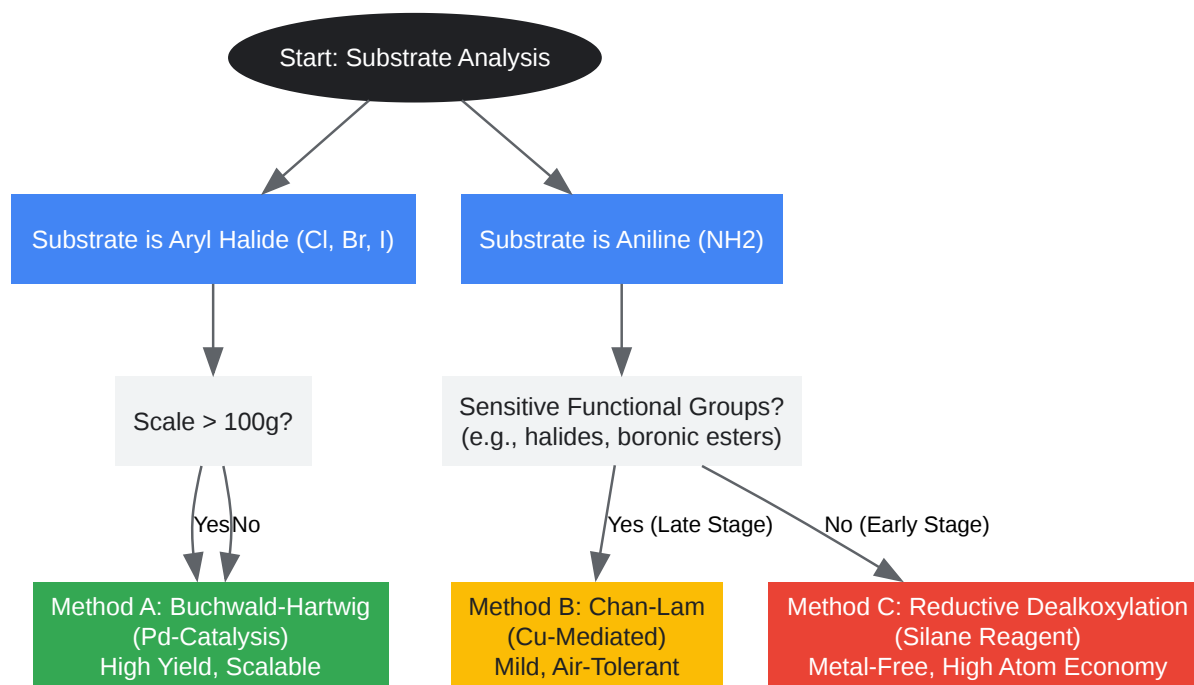 Start: Substrate Analysis
Substrate is Aryl Halide (Cl, Br, I)
Substrate is Aniline (NH2)
Scale > 100g?
Sensitive Functional Groups?
(e.g., halides, boronic esters)
Yes
No
Yes (Late Stage)
No (Early Stage)
Method A: Buchwald-Hartwig
(Pd-Catalysis)
High Yield, Scalable
Method B: Chan-Lam
(Cu-Mediated)
Mild, Air-Tolerant
Method C: Reductive Dealkoxylation
(Silane Reagent)
Metal-Free, High Atom Economy